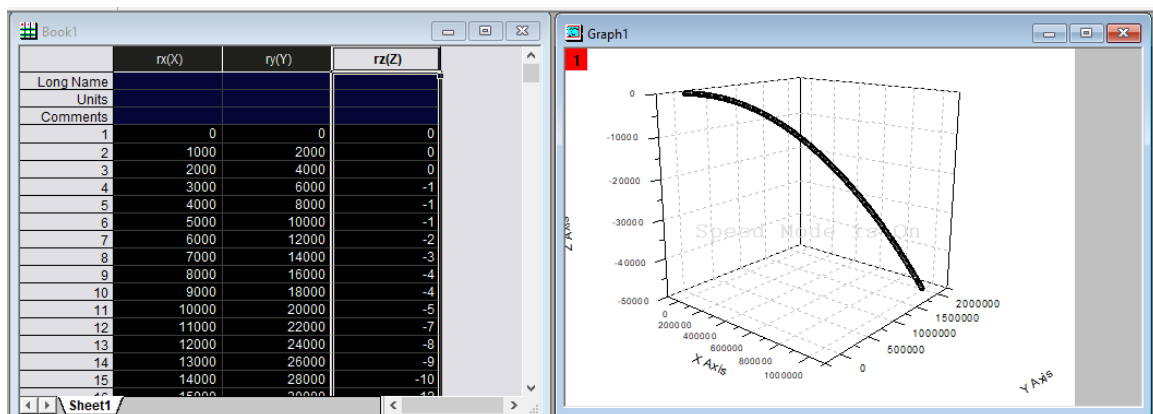 Book1
rx(X) ry(Y) rz(Z)
Long Name
Units
Comments
1 0 0 0
2 1000 2000 0
3 2000 4000 0
4 3000 6000 -1
5 4000 8000 -1
6 5000 10000 -1
7 6000 12000 -2
8 7000 14000 -3
9 8000 16000 -4
10 9000 18000 -4
11 10000 20000 -5
12 11000 22000 -7
13 12000 24000 -8
14 13000 26000 -9
15 14000 28000 -10
Sheet1
Graph1
1
0
-10000
-20000
-30000
-40000
-50000
Z Axis
Speed Mode is On
0
200000
400000
600000
800000
1000000
X Axis
0
500000
1000000
1500000
2000000
Y Axis